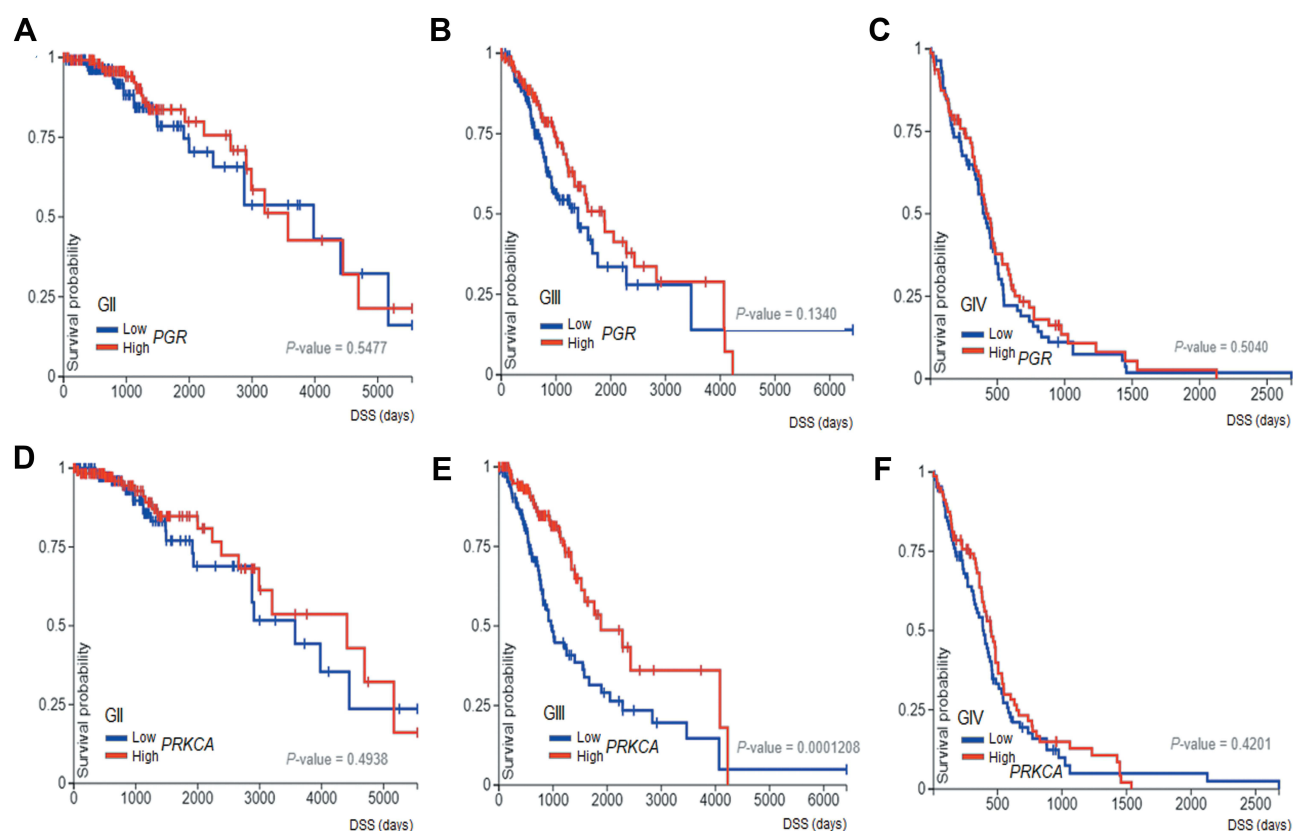 A
1
0.75
0.5
0.25
0
Survival probability
GII
Low
High
PGR
P-value = 0.5477
0
1000
2000
3000
4000
5000
DSS (days)
B
1
0.75
0.5
0.25
0
Survival probability
GIII
Low
High
PGR
P-value = 0.1340
0
1000
2000
3000
4000
5000
6000
DSS (days)
C
1
0.75
0.5
0.25
0
Survival probability
GIV
Low
High
PGR
P-value = 0.5040
500
1000
1500
2000
2500
DSS (days)
D
1
0.75
0.5
0.25
0
Survival probability
GII
Low
High
PRKCA
P-value = 0.4938
0
1000
2000
3000
4000
5000
DSS (days)
E
1
0.75
0.5
0.25
0
Survival probability
GIII
Low
High
PRKCA
P-value = 0.0001208
0
1000
2000
3000
4000
5000
6000
DSS (days)
F
1
0.75
0.5
0.25
0
Survival probability
GIV
Low
High
PRKCA
P-value = 0.4201
500
1000
1500
2000
2500
DSS (days)